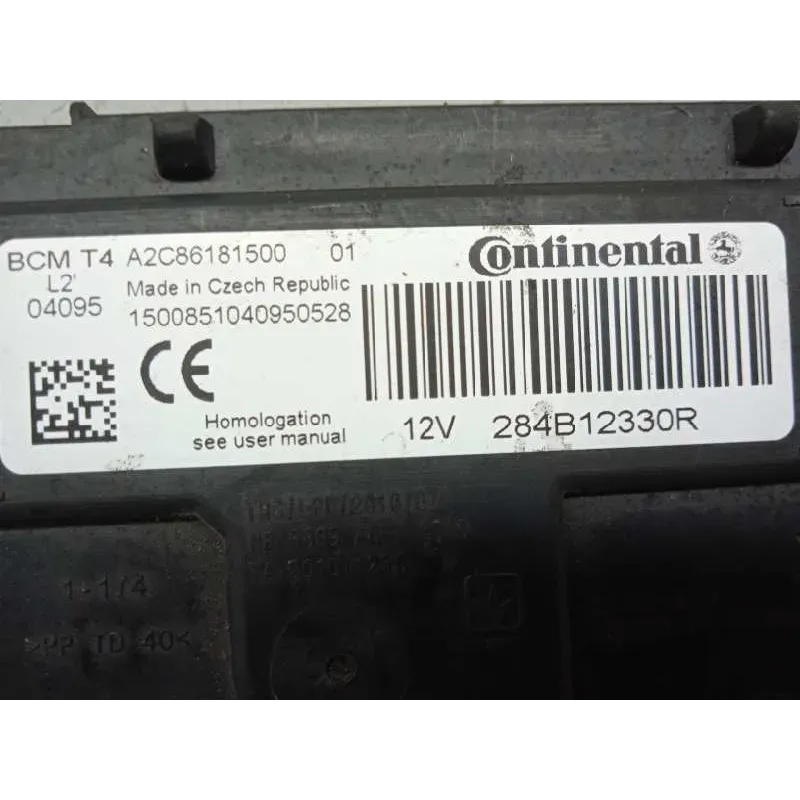 BCM T4 A2C86181500 01 Continental
L2'
04095
Made in Czech Republic
1500851040950528
CE
Homologation
see user manual
12V 284B12330R
1-1/4
>PP TD 40<